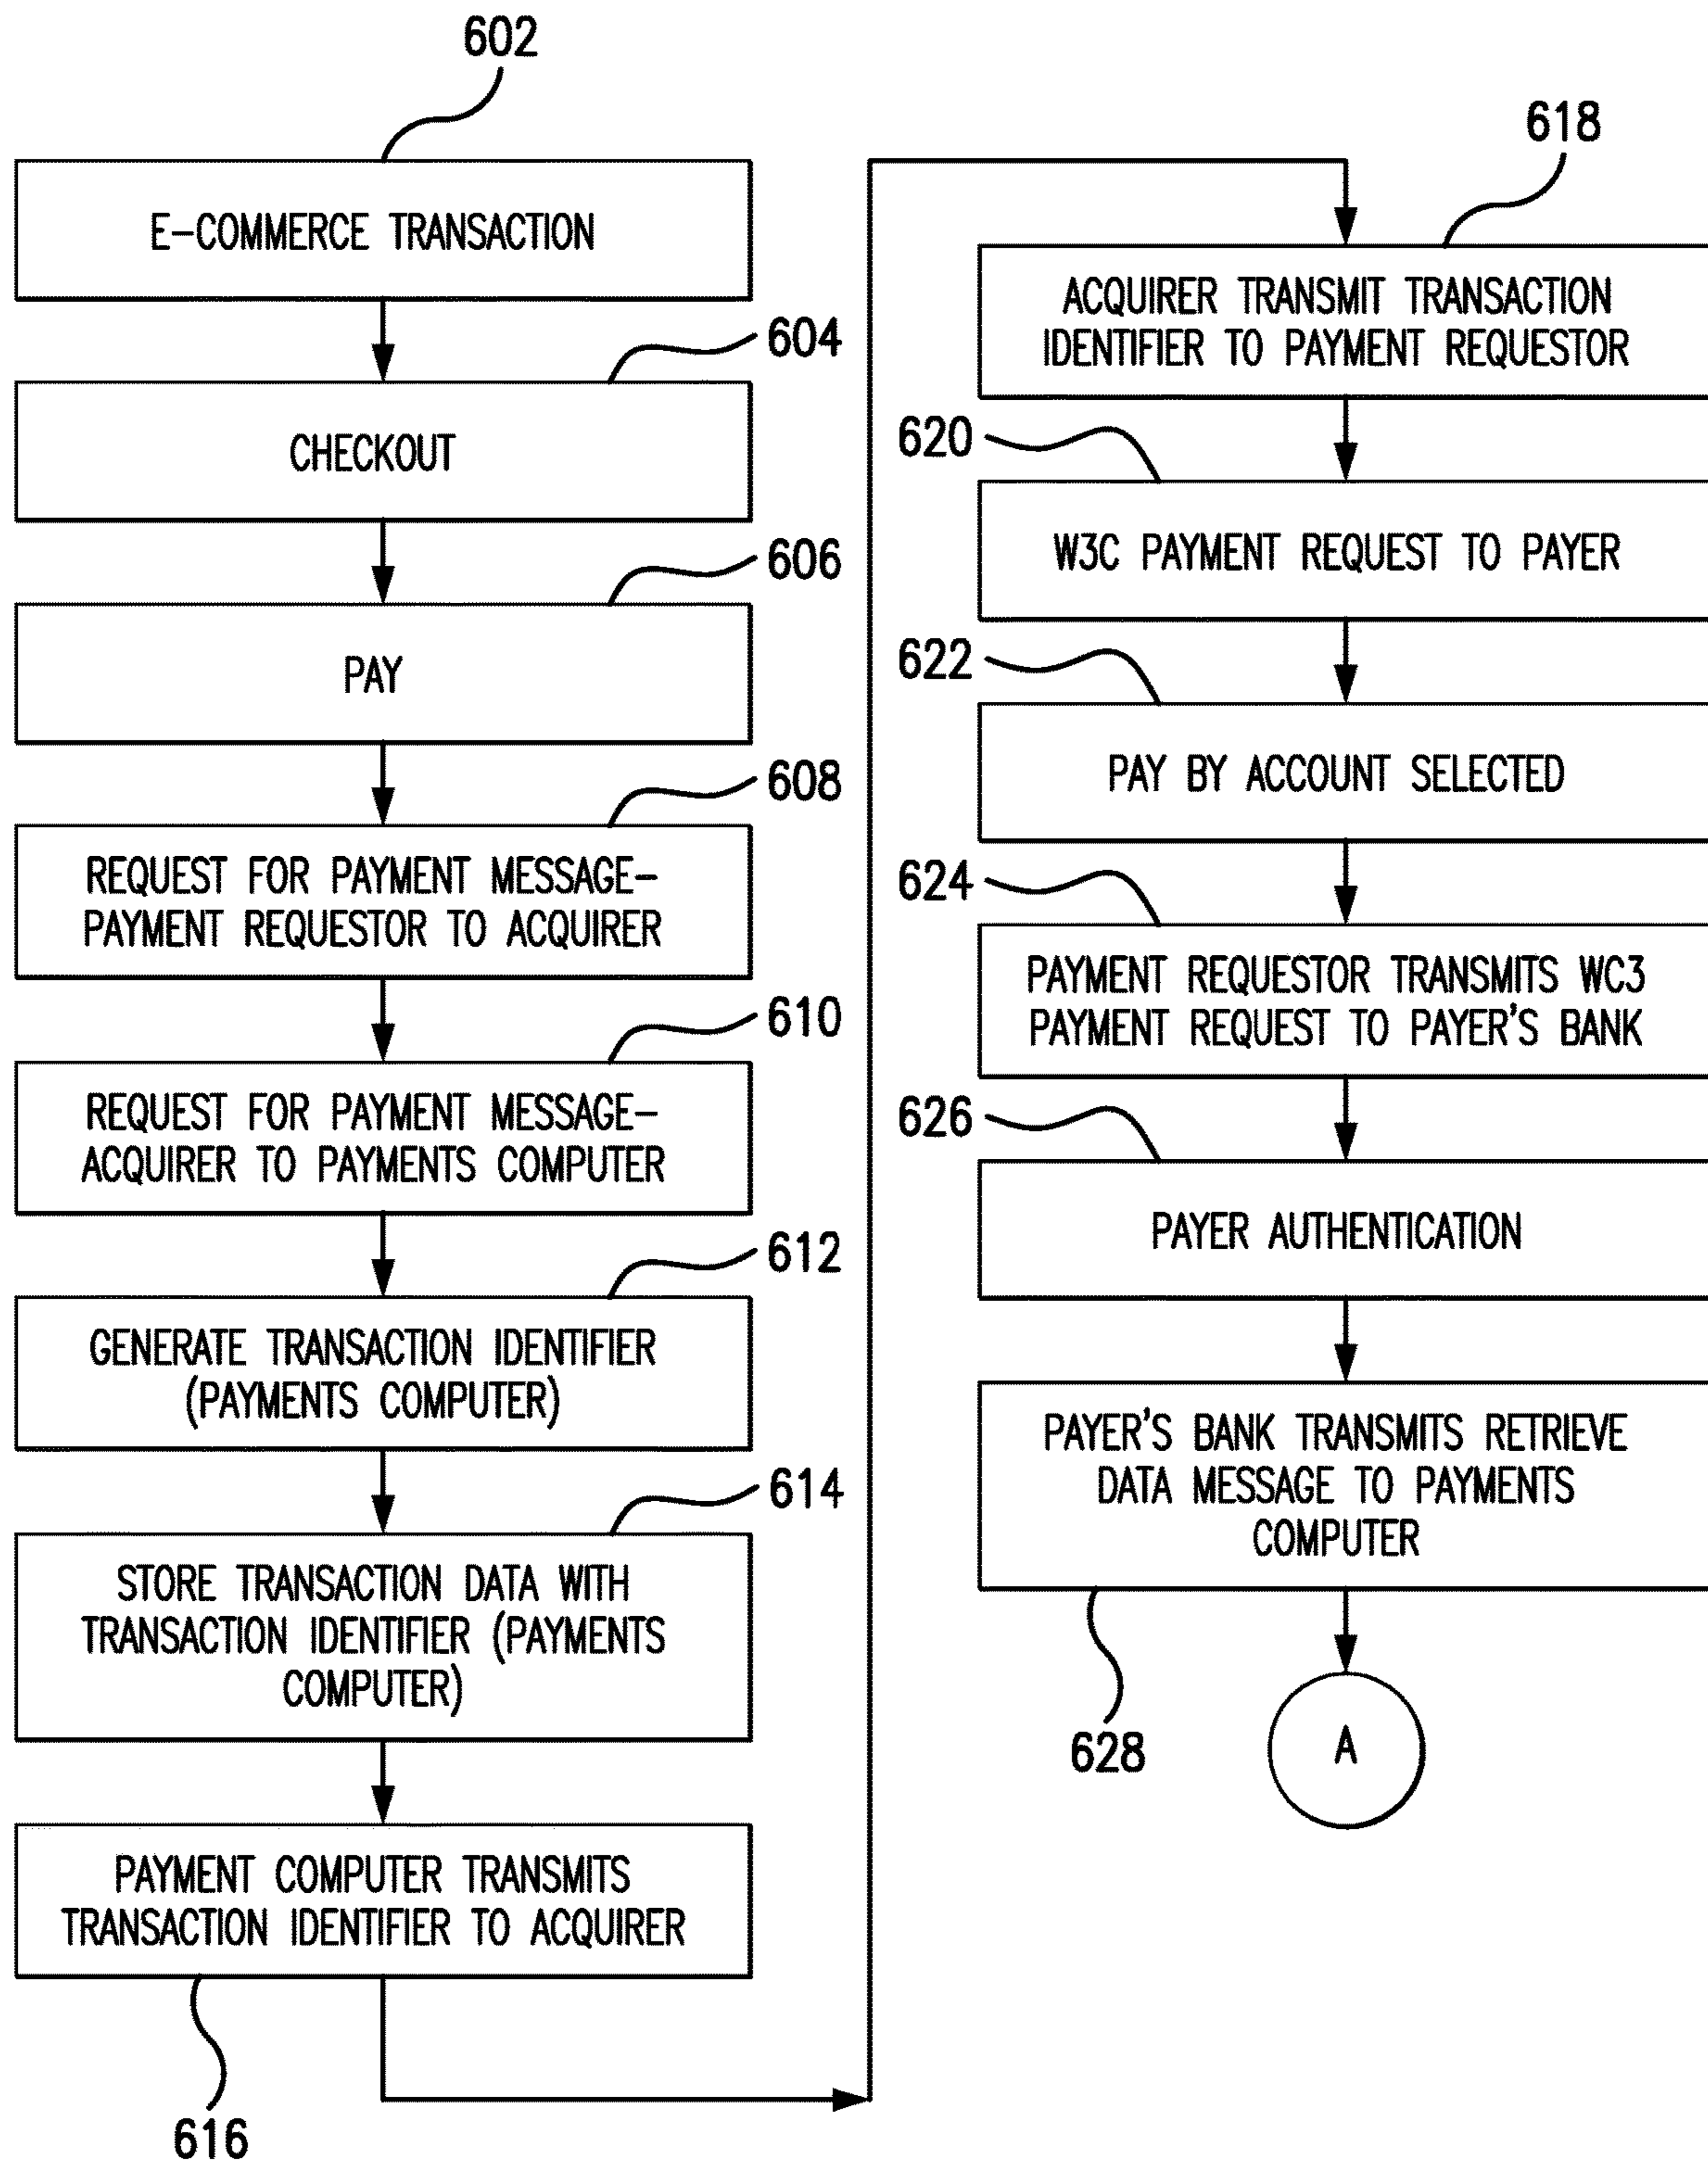 602
E-COMMERCE TRANSACTION
604
CHECKOUT
606
PAY
608
REQUEST FOR PAYMENT MESSAGE-
PAYMENT REQUESTOR TO ACQUIRER
610
REQUEST FOR PAYMENT MESSAGE-
ACQUIRER TO PAYMENTS COMPUTER
612
GENERATE TRANSACTION IDENTIFIER
(PAYMENTS COMPUTER)
614
STORE TRANSACTION DATA WITH
TRANSACTION IDENTIFIER (PAYMENTS
COMPUTER)
PAYMENT COMPUTER TRANSMITS
TRANSACTION IDENTIFIER TO ACQUIRER
616
618
ACQUIRER TRANSMIT TRANSACTION
IDENTIFIER TO PAYMENT REQUESTOR
620
W3C PAYMENT REQUEST TO PAYER
622
PAY BY ACCOUNT SELECTED
624
PAYMENT REQUESTOR TRANSMITS WC3
PAYMENT REQUEST TO PAYER'S BANK
626
PAYER AUTHENTICATION
PAYER'S BANK TRANSMITS RETRIEVE
DATA MESSAGE TO PAYMENTS
COMPUTER
628
A